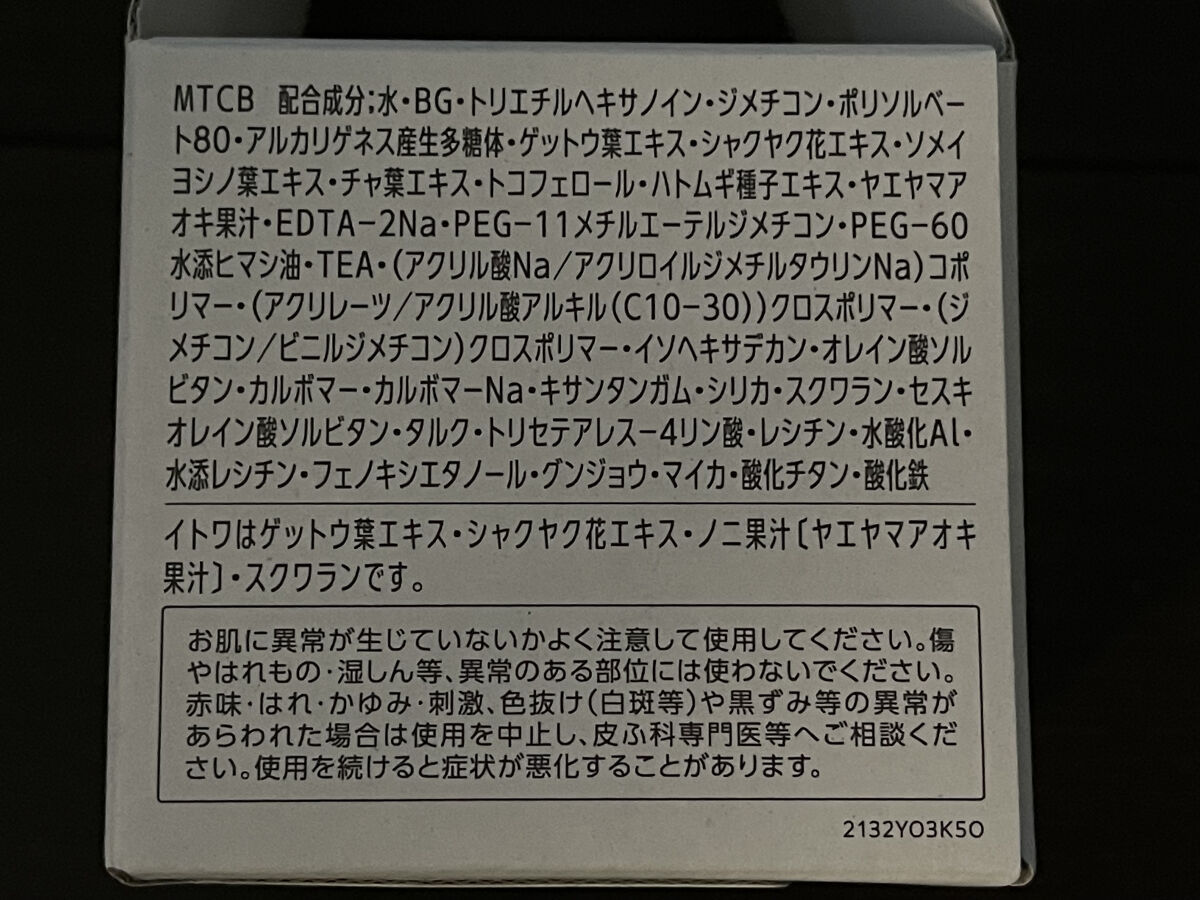 MTCB 配合成分;水・BG・トリエチルヘキサノイン・ジメチコン・ポリソルベー
ト80・アルカリゲネス産生多糖体・ゲットウ葉エキス・シャクヤク花エキス・ソメイ
ヨシノ葉エキス・チャ葉エキス・トコフェロール・ハトムギ種子エキス・ヤエヤマア
オキ果汁・EDTA-2Na・PEG-11メチルエーテルジメチコン・PEG-60
水添ヒマシ油・TEA・(アクリル酸Na/アクリロイルジメチルタウリンNa)コポ
リマー・(アクリレーツ/アクリル酸アルキル(C10-30))クロスポリマー・(ジ
メチコン/ビニルジメチコン)クロスポリマー・イソヘキサデカン・オレイン酸ソル
ビタン・カルボマー・カルボマーNa・キサンタンガム・シリカ・スクワラン・セスキ
オレイン酸ソルビタン・タルク・トリセテアレス-4リン酸・レシチン・水酸化Al・
水添レシチン・フェノキシエタノール・グンジョウ・マイカ・酸化チタン・酸化鉄
イトワはゲットウ葉エキス・シャクヤク花エキス・ノニ果汁〔ヤエヤマアオキ
果汁〕・スクワランです。
お肌に異常が生じていないかよく注意して使用してください。傷
やはれもの・湿しん等、異常のある部位には使わないでください。
赤味・はれ・かゆみ・刺激、色抜け(白斑等)や黒ずみ等の異常が
あらわれた場合は使用を中止し、皮ふ科専門医等へご相談くだ
さい。使用を続けると症状が悪化することがあります。
2132YO3K5O